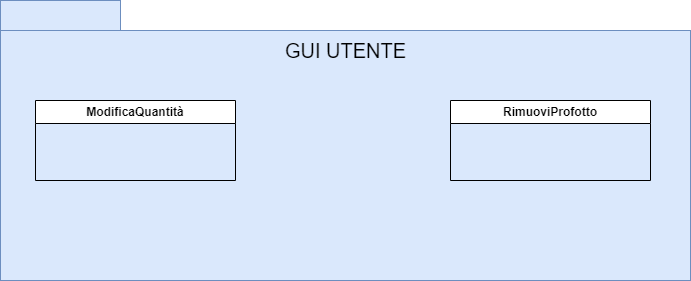 GUI UTENTE
ModificaQuantità
RimuoviProfotto